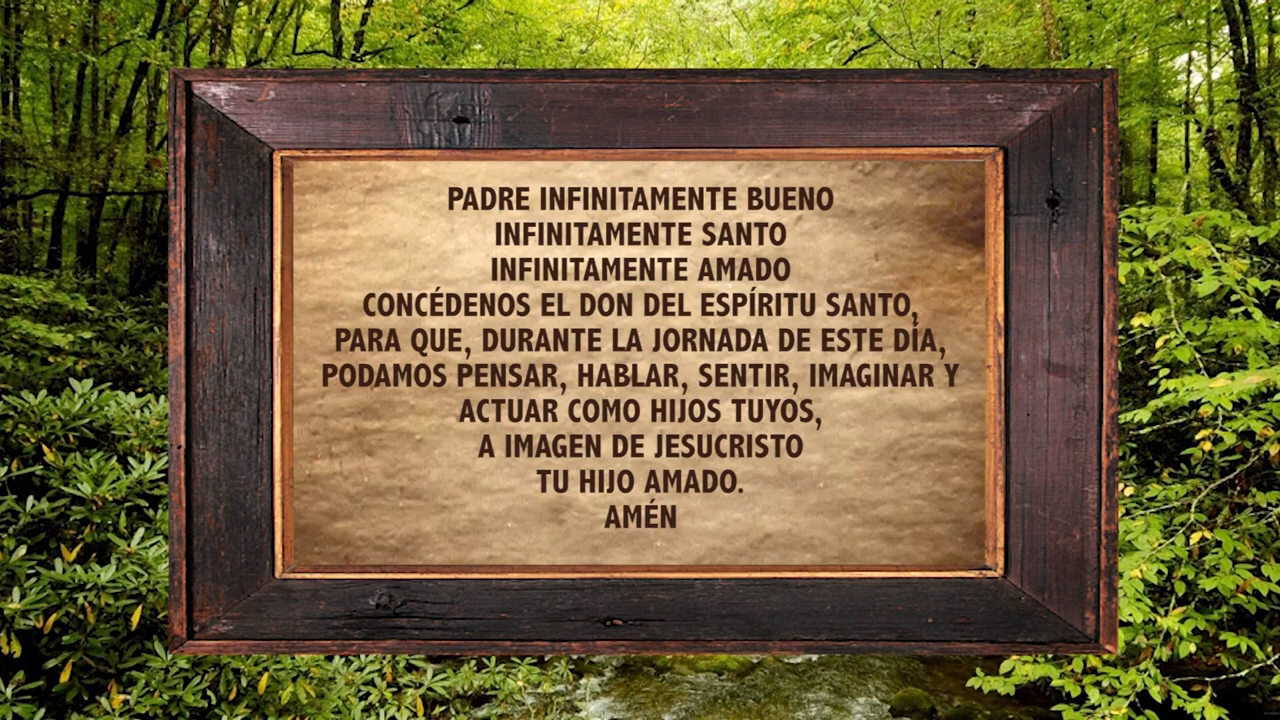 PADRE INFINITAMENTE BUENO
INFINITAMENTE SANTO
INFINITAMENTE AMADO
CONCÉDENOS EL DON DEL ESPÍRITU SANTO,
PARA QUE, DURANTE LA JORNADA DE ESTE DÍA,
PODAMOS PENSAR, HABLAR, SENTIR, IMAGINAR Y
ACTUAR COMO HIJOS TUYOS,
A IMAGEN DE JESUCRISTO
TU HIJO AMADO.
AMÉN